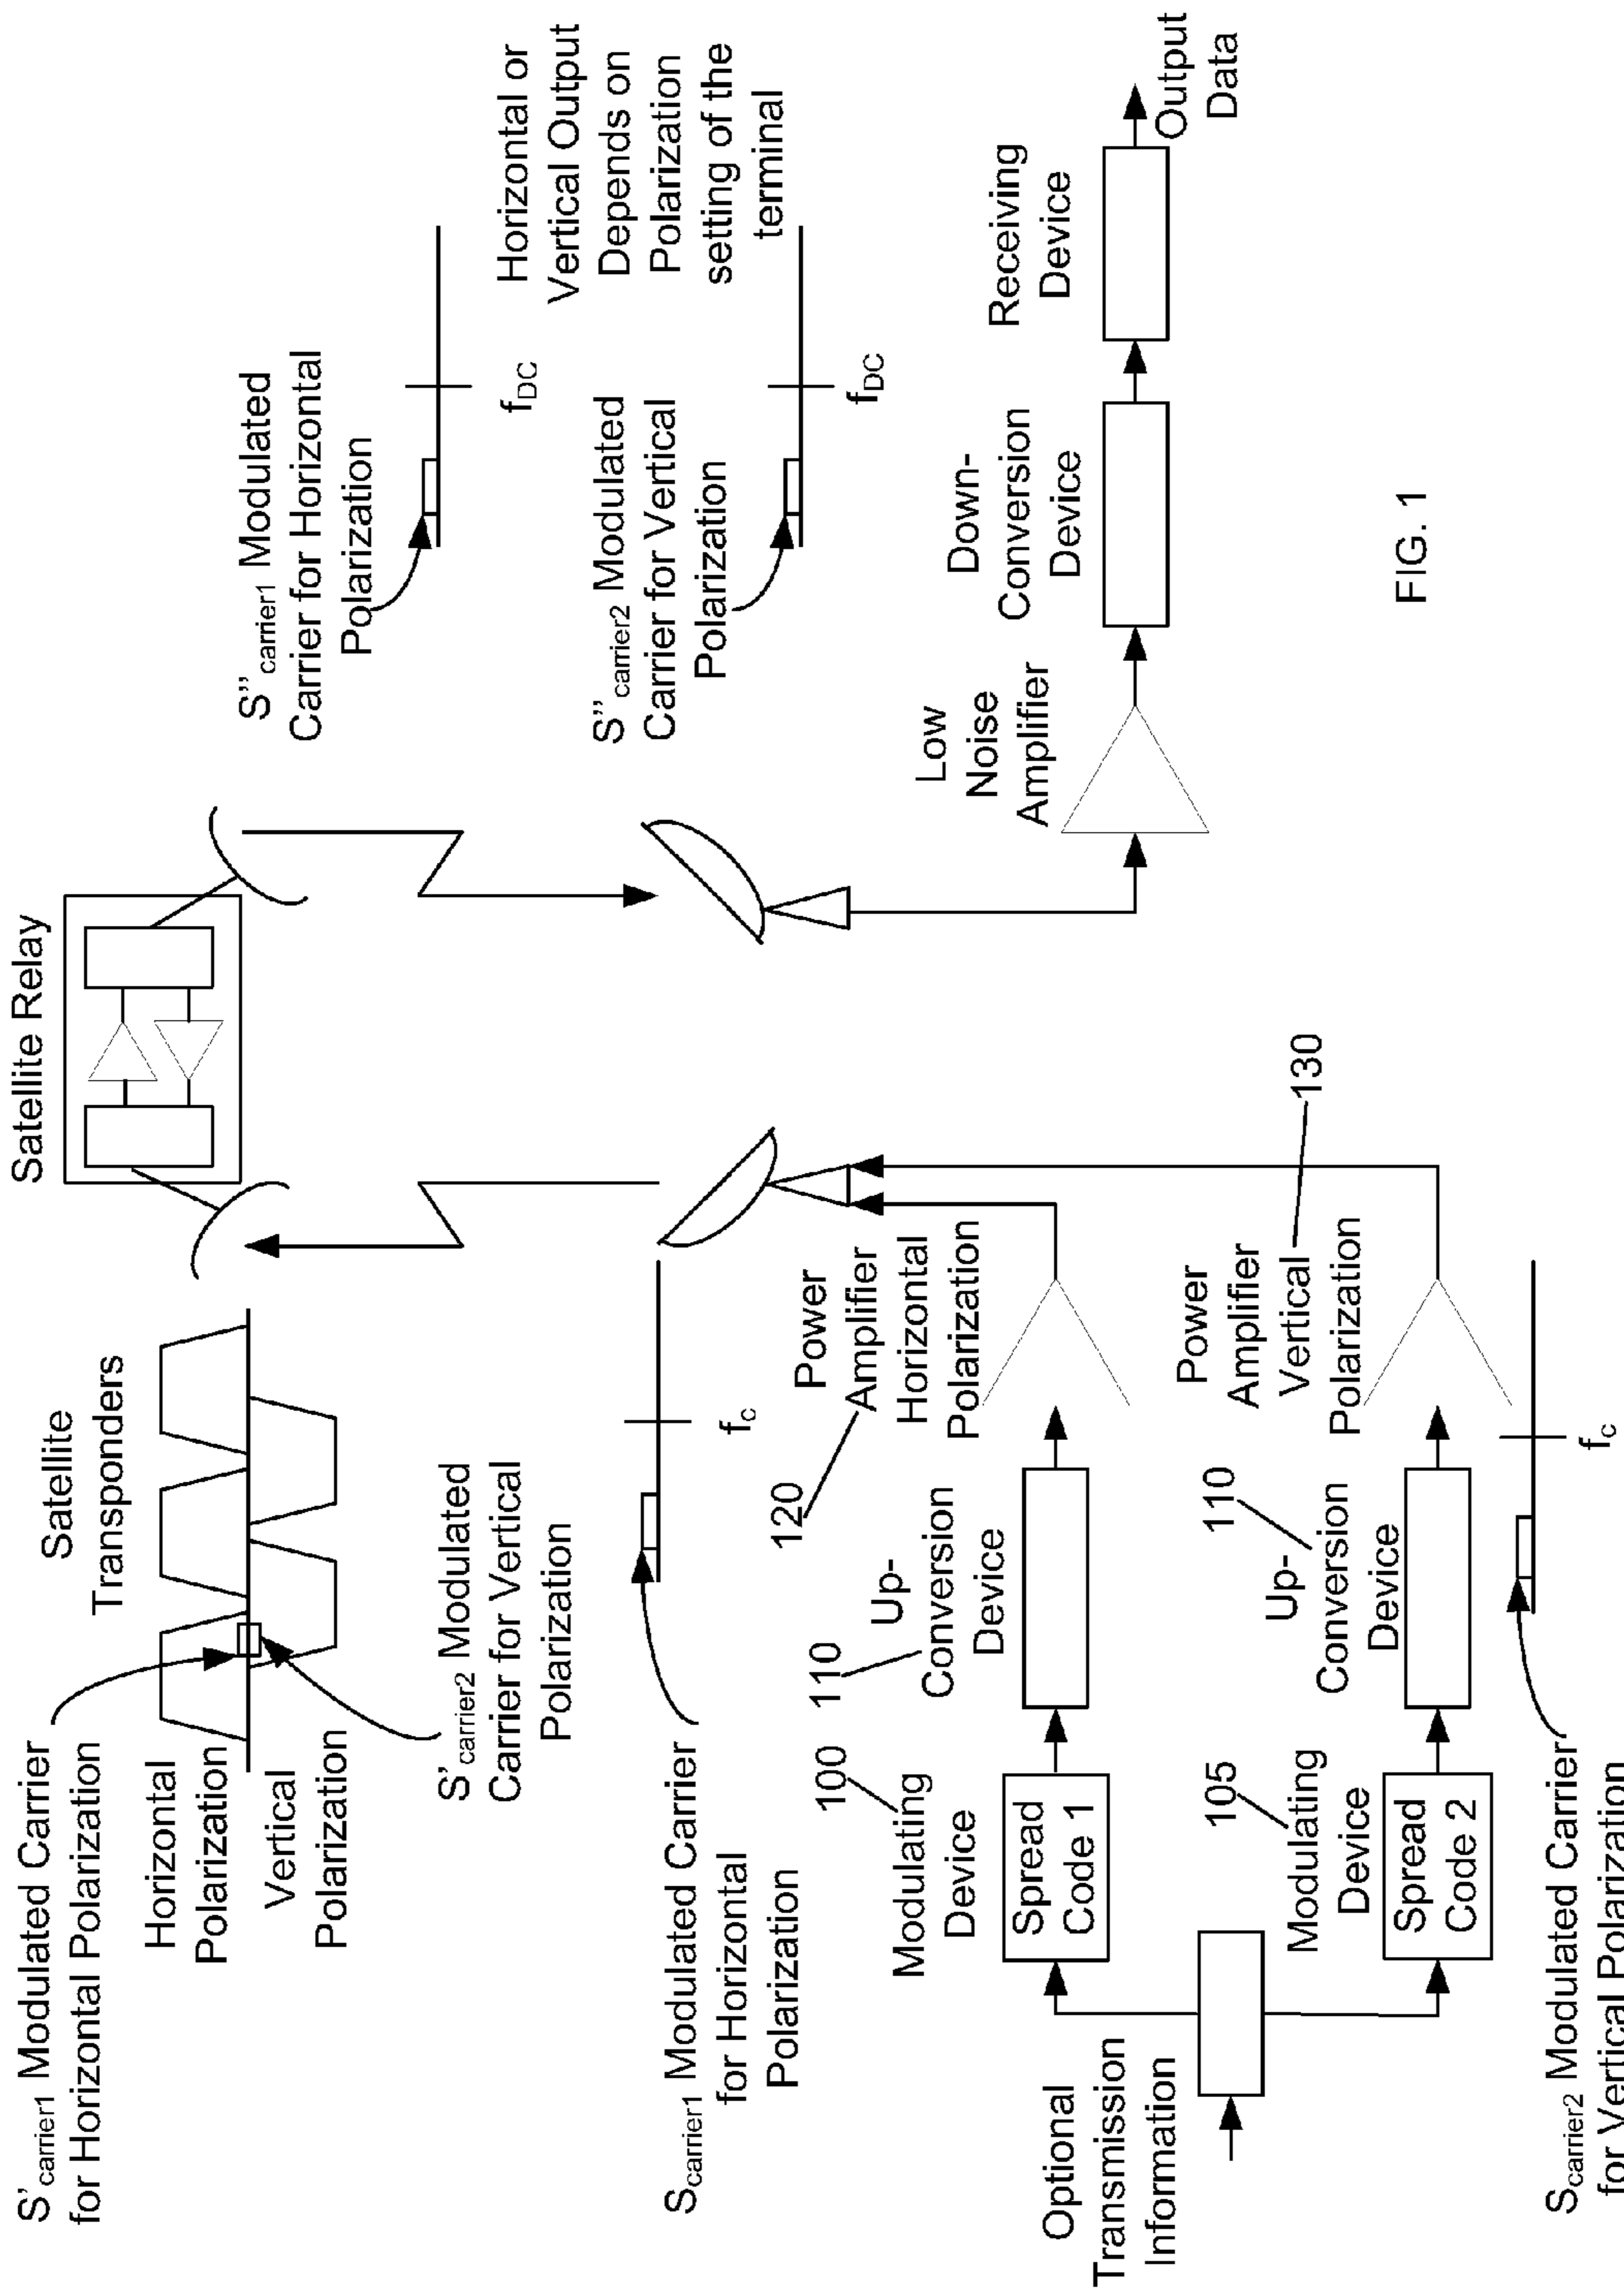 Satellite Relay
S'carrier1 Modulated Carrier
for Horizontal Polarization
Satellite
Transponders
Horizontal
Polarization
Vertical
Polarization
S'carrier2 Modulated
Carrier for Vertical
Polarization
S"carrier1 Modulated
Carrier for Horizontal
Polarization
fDC
S"carrier2 Modulated
Carrier for Vertical
Polarization
fDC
Horizontal or
Vertical Output
Depends on
Polarization
setting of the
terminal
Scarrier1 Modulated Carrier
for Horizontal
Polarization
fc
100
Modulating
Device
Spread
Code 1
110
Up-
Conversion
Device
120
Power
Amplifier
Horizontal
Polarization
Optional
Transmission
Information
105
Modulating
Device
Spread
Code 2
110
Up-
Conversion
Device
Power
Amplifier
Vertical
Polarization
130
Scarrier2 Modulated Carrier
for Vertical Polarization
fc
Low
Noise
Amplifier
Down-
Conversion
Device
Receiving
Device
Output
Data
FIG. 1